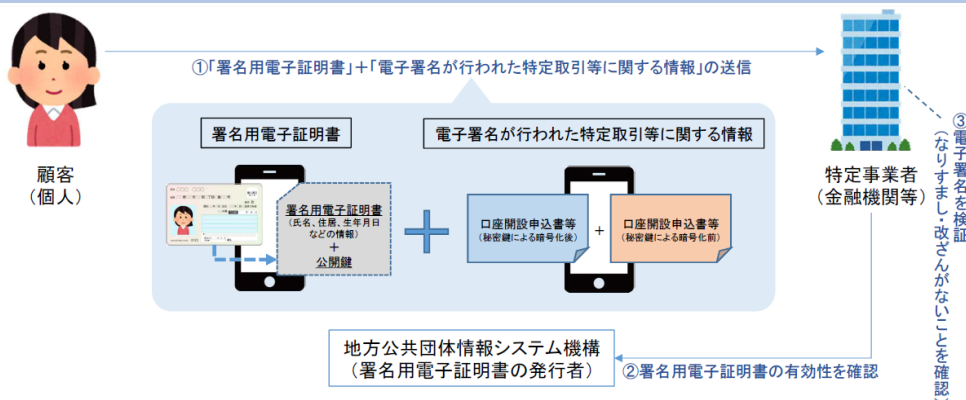 ①「署名用電子証明書」+「電子署名が行われた特定取引等に関する情報」の送信
署名用電子証明書
電子署名が行われた特定取引等に関する情報
顧客
(個人)
署名用電子証明書
(氏名、住居、生年月日
などの情報)
+
公開鍵
口座開設申込書等
(秘密鍵による暗号化後)
+
口座開設申込書等
(秘密鍵による暗号化前)
特定事業者
(金融機関等)
③電子署名を検証
(なりすまし・改ざんがないことを確認)
地方公共団体情報システム機構
(署名用電子証明書の発行者)
②署名用電子証明書の有効性を確認